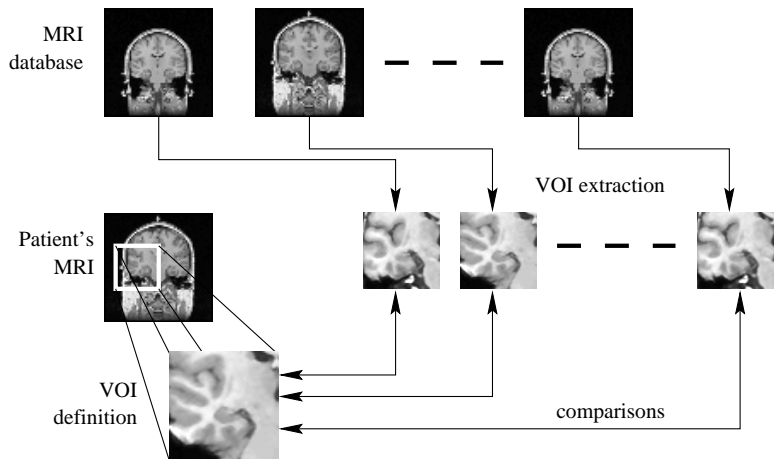 MRI
database
VOI extraction
Patient's
MRI
VOI
definition
comparisons